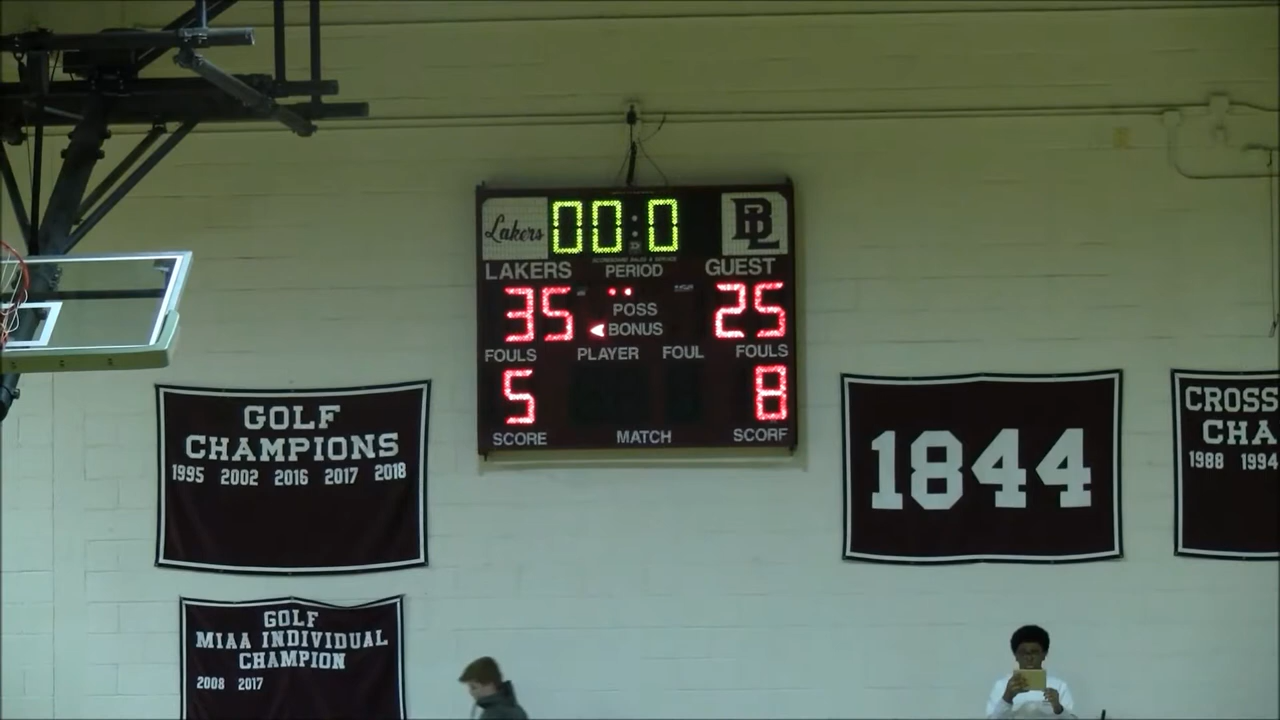 Lakers 00:0 BL
LAKERS PERIOD GUEST
35 25
POSS
BONUS
FOULS PLAYER FOUL FOULS
5 8
SCORE MATCH SCORE
GOLF
CHAMPIONS
1995 2002 2016 2017 2018
1844
CROSS
CHA
1988 1994
GOLF
MIAA INDIVIDUAL
CHAMPION
2008 2017